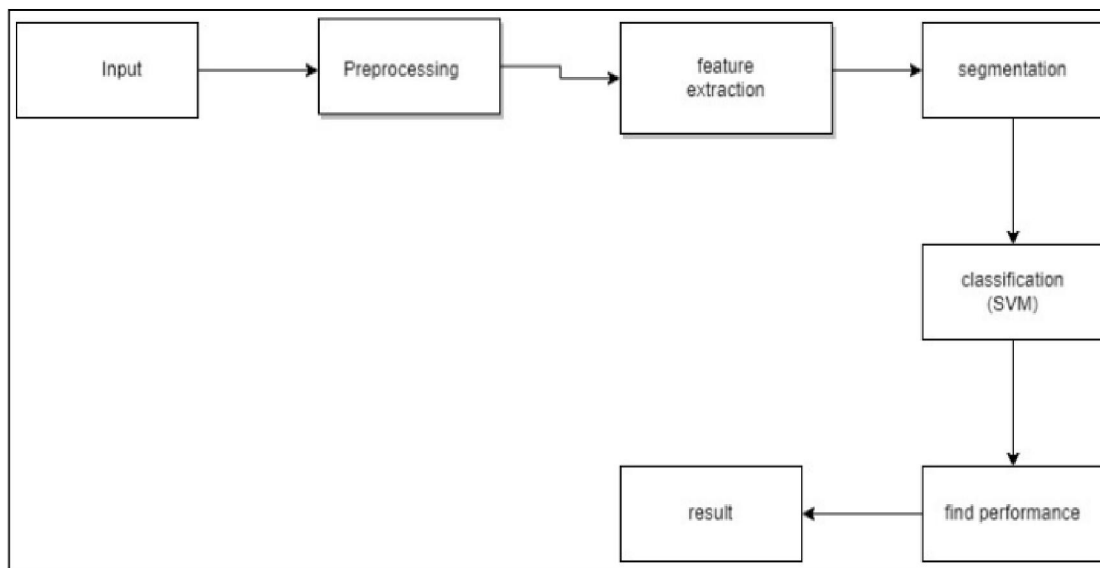 Input
Preprocessing
feature
extraction
segmentation
classification
(SVM)
find performance
result